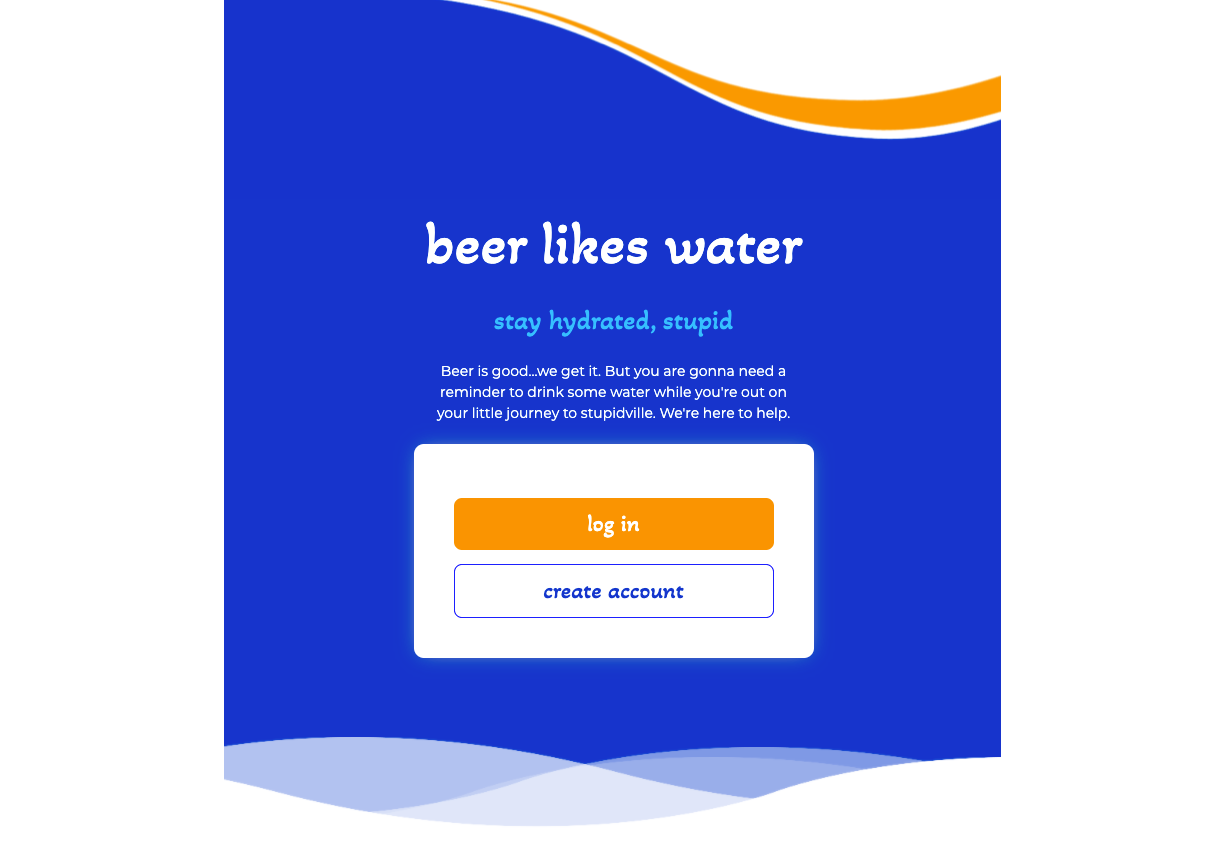 beer likes water
stay hydrated, stupid
Beer is good...we get it. But you are gonna need a
reminder to drink some water while you're out on
your little journey to stupidville. We're here to help.
log in
create account